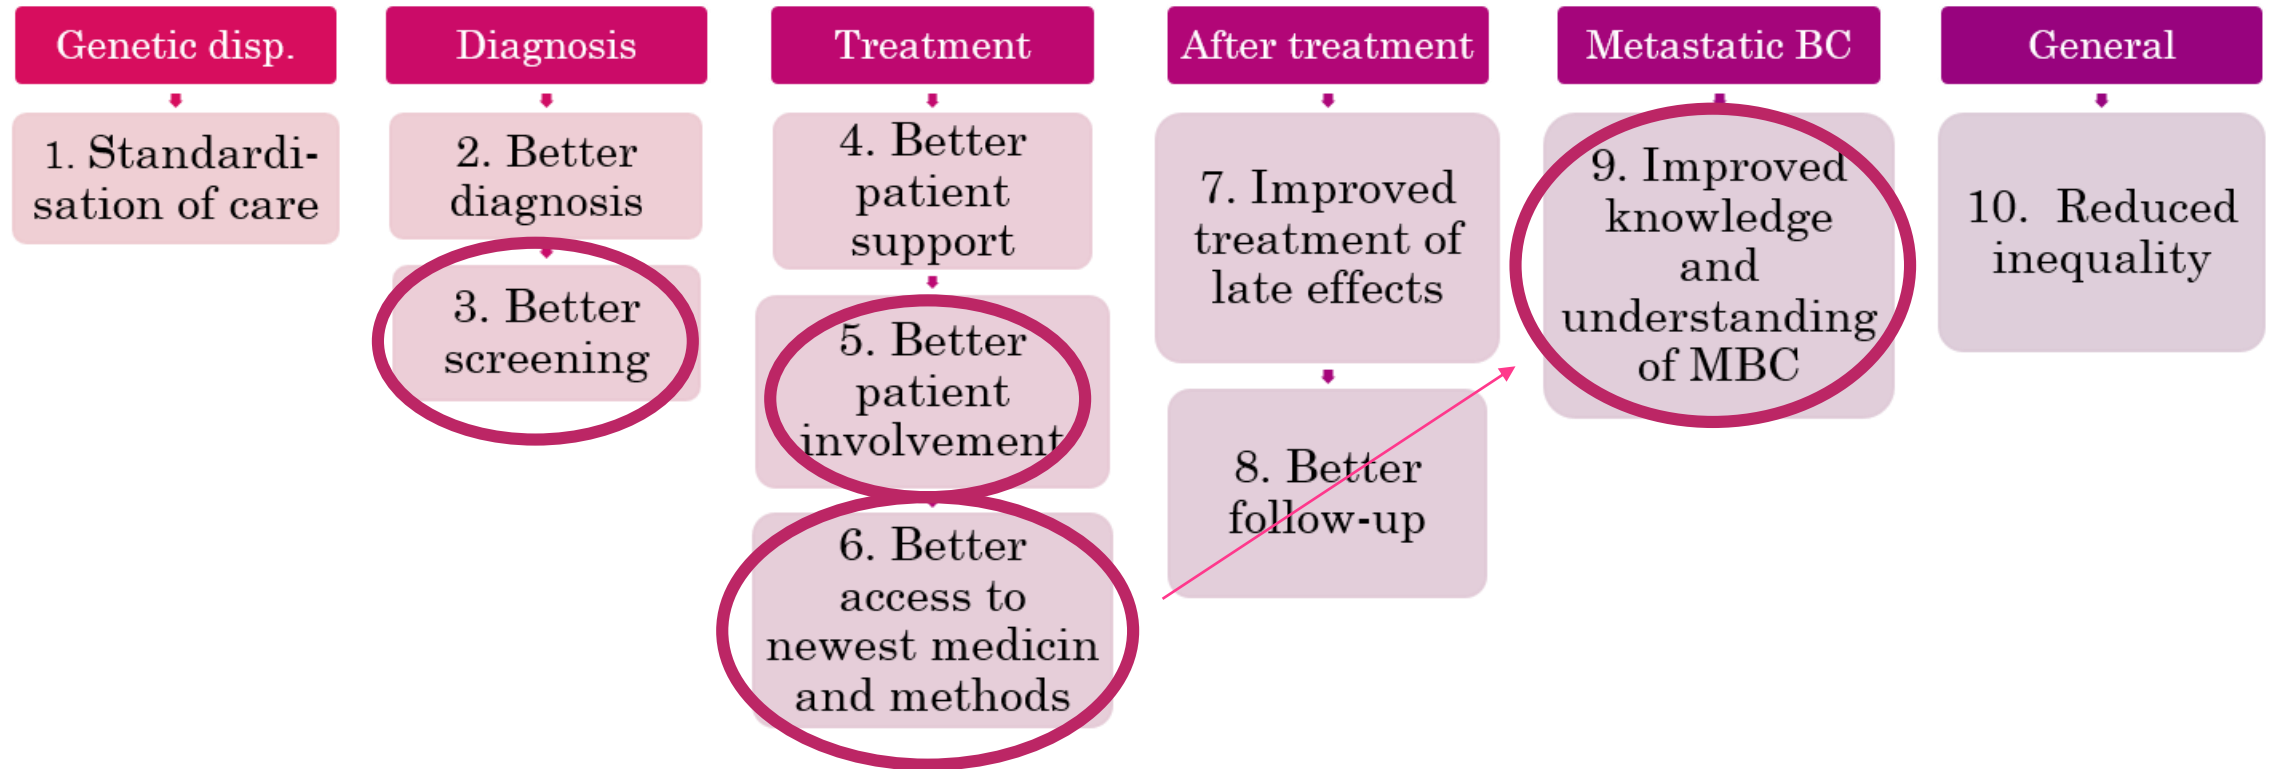 Genetic disp.
1. Standardi-
sation of care
Diagnosis
2. Better
diagnosis
3. Better
screening
Treatment
4. Better
patient
support
5. Better
patient
involvement
6. Better
access to
newest medicin
and methods
After treatment
7. Improved
treatment of
late effects
8. Better
follow-up
Metastatic BC
9. Improved
knowledge
and
understanding
of MBC
General
10. Reduced
inequality